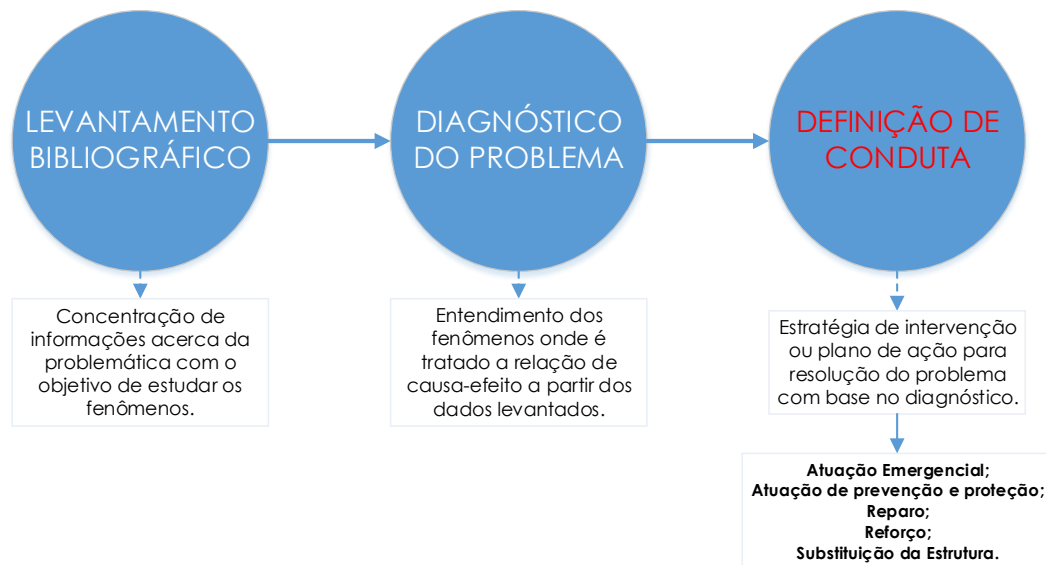 LEVANTAMENTO
BIBLIOGRÁFICO
DIAGNÓSTICO
DO PROBLEMA
DEFINIÇÃO DE
CONDUTA
Concentração de
informações acerca da
problemática com o
objetivo de estudar os
fenômenos.
Entendimento dos
fenômenos onde é
tratado a relação de
causa-efeito a partir dos
dados levantados.
Estratégia de intervenção
ou plano de ação para
resolução do problema
com base no diagnóstico.
Atuação Emergencial;
Atuação de prevenção e proteção;
Reparo;
Reforço;
Substituição da Estrutura.